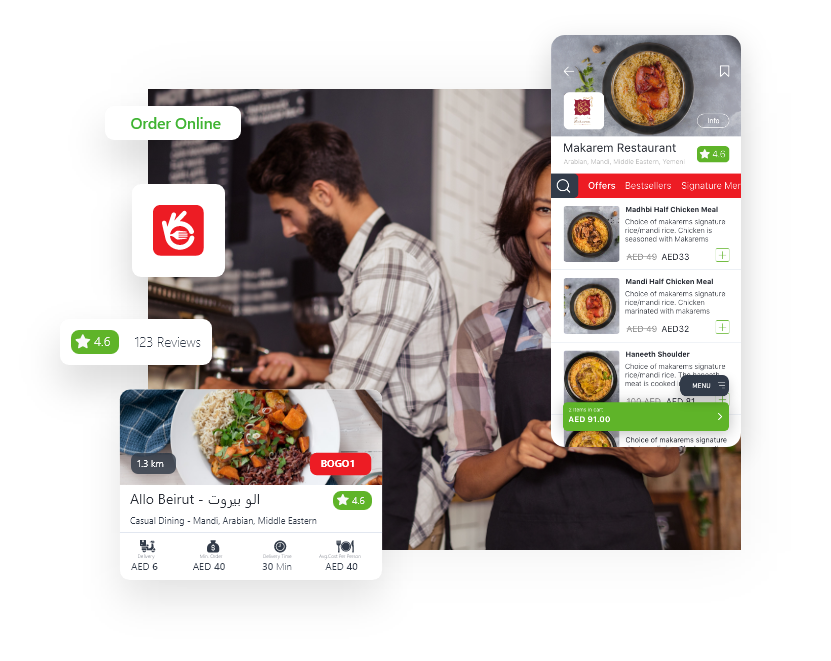 Order Online
4.6
123 Reviews
1.3 km
BOGO1
Allo Beirut - الو بيروت
4.6
Casual Dining - Mandi, Arabian, Middle Eastern
Delivery
Min. Order
Delivery Time
Avg.Cost Per Person
AED 6
AED 40
30 Min
AED 40
Info
Makarem Restaurant
4.6
Arabian, Mandi, Middle Eastern, Yemen.
Offers
Bestsellers
Signature Mer
Madhbi Half Chicken Meal
Choice of makarems signature
rice/mandi rice. Chicken is
seasoned with Makarems
AED 49 AED33
Mandi Half Chicken Meal
Choice of makarems signature
rice/mandi rice. Chicken
marinated with makarems
AED 49 AED32
Haneeth Shoulder
Choice of makarems signature
rice/mandi rice. The haneeth
meat is cooked
MENU
AED 81
items in cart
AED 91.00
Choice of makarems signature